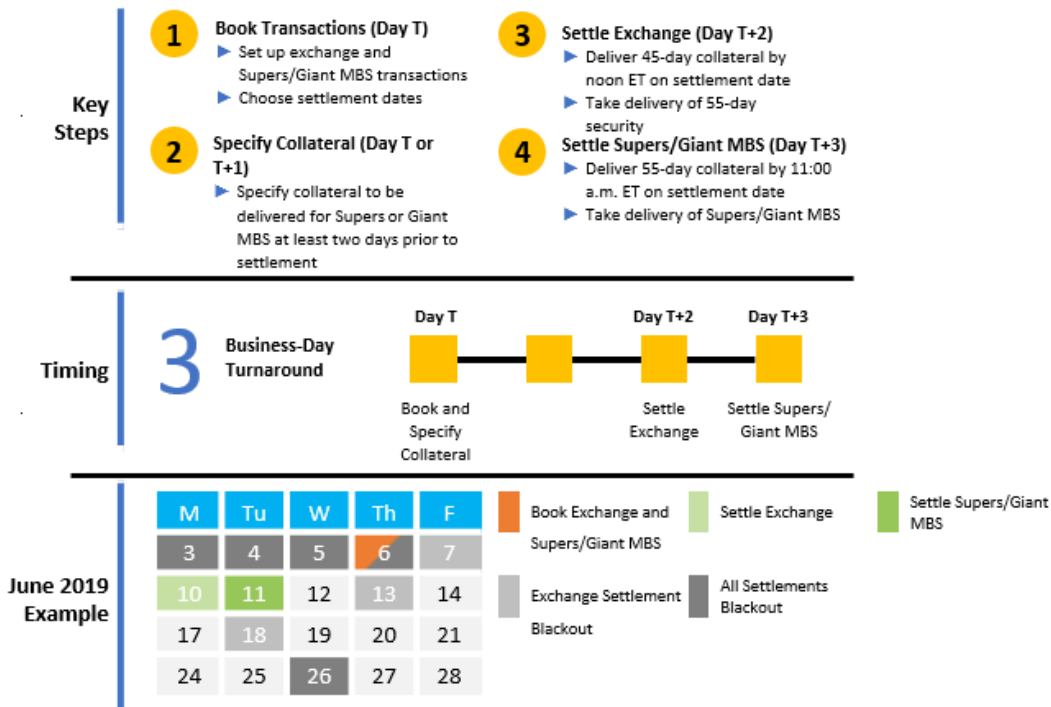 Key
Steps
1
Book Transactions (Day T)
Set up exchange and
Supers/Giant MBS transactions
Choose settlement dates
2
Specify Collateral (Day T or
T+1)
Specify collateral to be
delivered for Supers or Giant
MBS at least two days prior to
settlement
3
Settle Exchange (Day T+2)
Deliver 45-day collateral by
noon ET on settlement date
Take delivery of 55-day
security
4
Settle Supers/Giant MBS (Day T+3)
Deliver 55-day collateral by 11:00
a.m. ET on settlement date
Take delivery of Supers/Giant MBS
Timing
3
Business-Day
Turnaround
Day T
Day T+2
Day T+3
Book and
Specify
Collateral
Settle
Exchange
Settle Supers/
Giant MBS
June 2019
Example
M Tu W Th F
3 4 5 6 7
10 11 12 13 14
17 18 19 20 21
24 25 26 27 28
Book Exchange and
Supers/Giant MBS
Settle Exchange
Settle Supers/Giant
MBS
Exchange Settlement
Blackout
All Settlements
Blackout